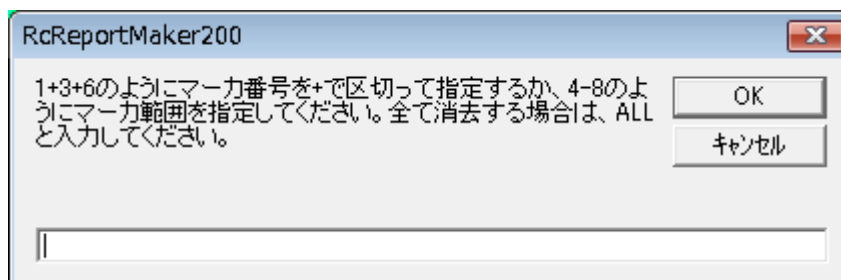 RcReportMaker200
1+3+6のようにマーカ番号を+で区切って指定するか、4-8のよ
うにマーカ範囲を指定してください。全て消去する場合は、ALL
と入力してください。
OK
キャンセル